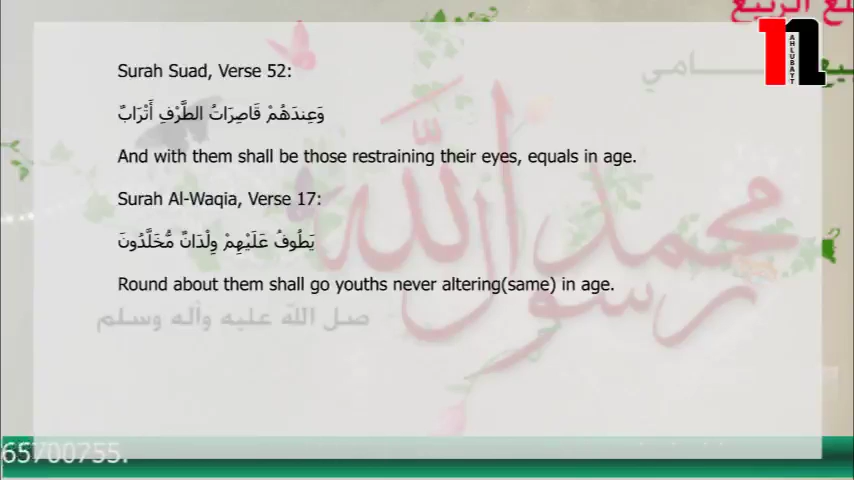 Surah Suad, Verse 52:
وَعِندَهُمْ قَاصِرَاتُ الطَّرْفِ أَتْرَابٌ
And with them shall be those restraining their eyes, equals in age.
Surah Al-Waqia, Verse 17:
يَطُوفُ عَلَيْهِمْ وِلْدَانٌ مُّخَلَّدُونَ
Round about them shall go youths never altering(same) in age.
محمد رسول الله
صل الله عليه وآله وسلم
AHLUBAYT
65700755.